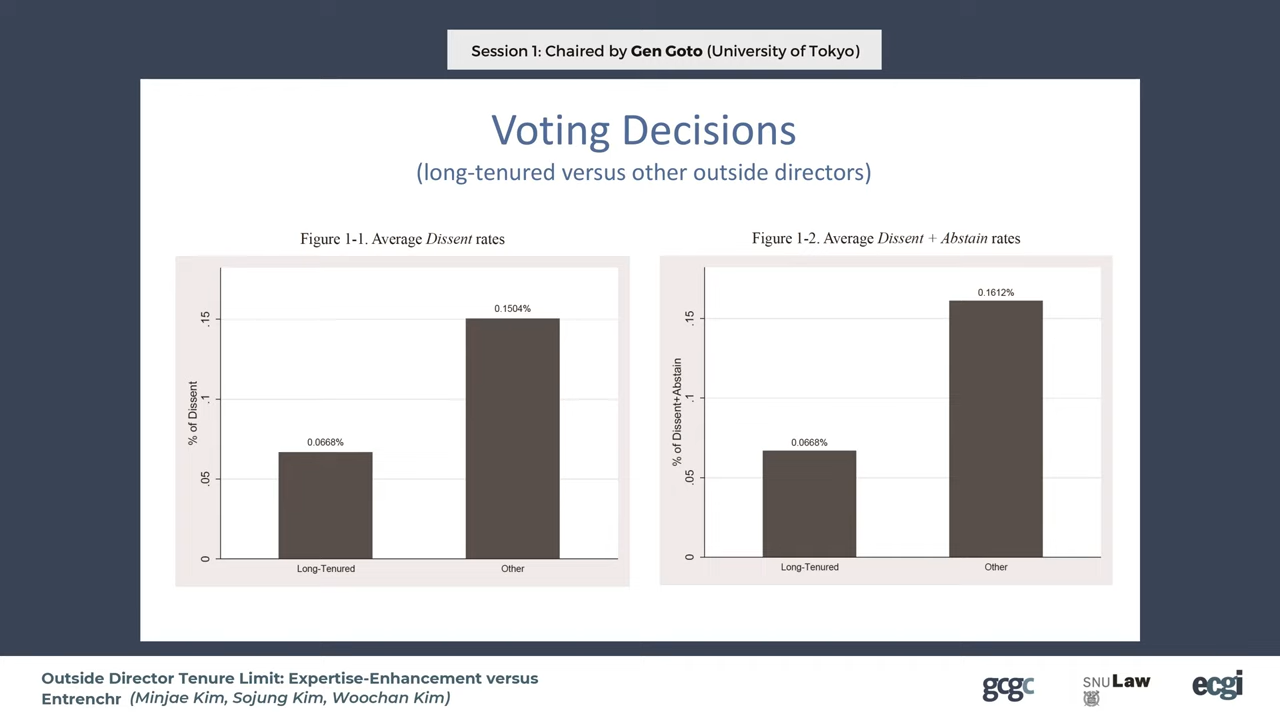 Session 1: Chaired by Gen Goto (University of Tokyo)
Voting Decisions
(long-tenured versus other outside directors)
Figure 1-1. Average Dissent rates
% of Dissent
.15
.1
.05
0
0.0668%
0.1504%
Long-Tenured
Other
Figure 1-2. Average Dissent + Abstain rates
% of Dissent+Abstain
.15
.1
.05
0
0.0668%
0.1612%
Long-Tenured
Other
Outside Director Tenure Limit: Expertise-Enhancement versus
Entrenchr (Minjae Kim, Sojung Kim, Woochan Kim)
gcgc
SNU Law
ecgi